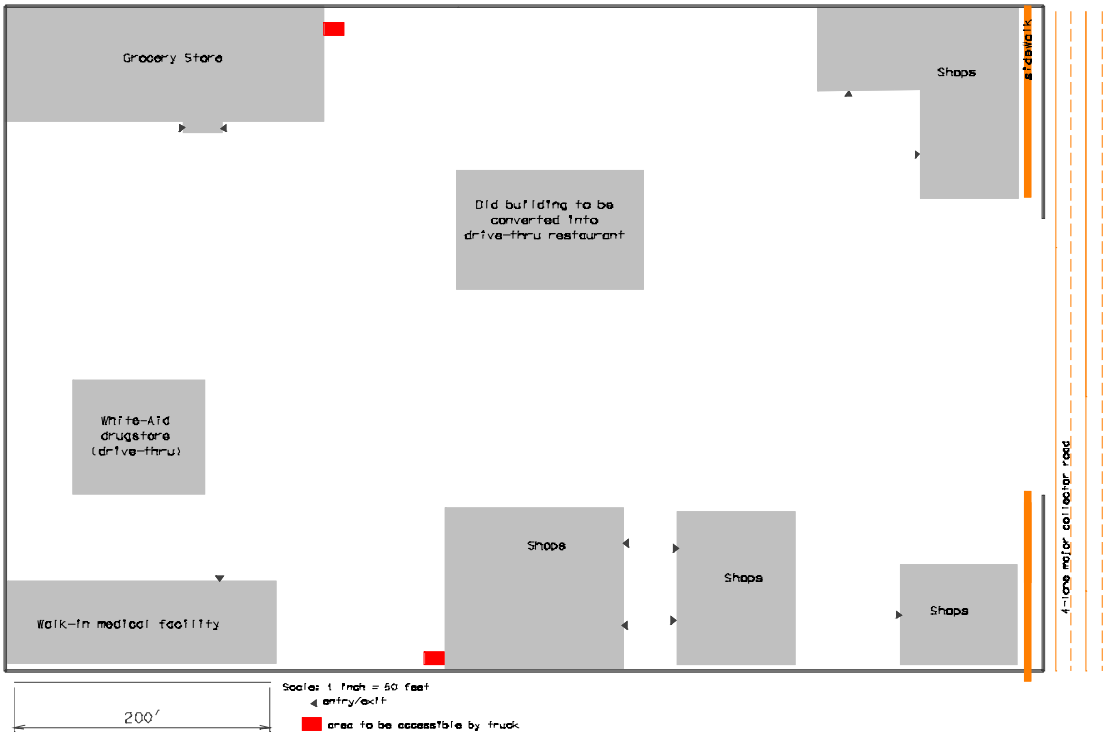 Grocery Store
Shops
sidewalk
Old building to be
converted into
drive-thru restaurant
White-Aid
drugstore
(drive-thru)
Shops
Shops
Shops
Walk-in medical facility
4-lane major collector road
Scale: 1 inch = 50 feet
entry/exit
200'
area to be accessible by truck